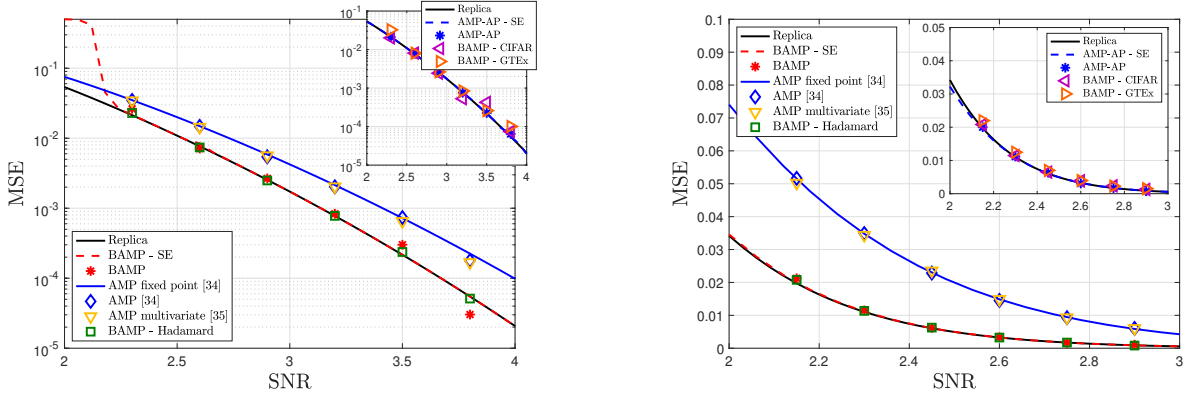 10^-1
10^-2
10^-3
10^-4
10^-5
MSE
2
2.5
3
3.5
4
SNR
Replica
BAMP - SE
BAMP
AMP fixed point [34]
AMP [34]
AMP multivariate [35]
BAMP - Hadamard
10^-1
10^-2
10^-3
10^-4
10^-5
2
2.5
3
3.5
4
Replica
AMP-AP - SE
AMP-AP
BAMP - CIFAR
BAMP - GTEx
0.1
0.09
0.08
0.07
0.06
0.05
0.04
0.03
0.02
0.01
0
MSE
2
2.2
2.4
2.6
2.8
3
SNR
Replica
BAMP - SE
BAMP
AMP fixed point [34]
AMP [34]
AMP multivariate [35]
BAMP - Hadamard
0.05
0.04
0.03
0.02
0.01
0
2
2.2
2.4
2.6
2.8
3
Replica
AMP-AP - SE
AMP-AP
BAMP - CIFAR
BAMP - GTEx